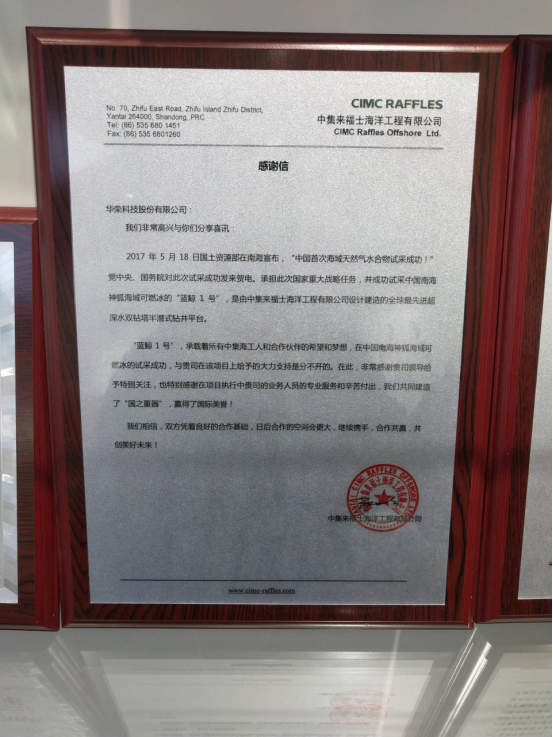 No. 70, Zhifu East Road, Zhifu Island Zhifu District,
Yantai 264000, Shandong, PRC
Tel: (86) 535 680 1451
Fax: (86) 535 6801260
CIMC RAFFLES
中集来福士海洋工程有限公司
CIMC Raffles Offshore Ltd.
感谢信
华荣科技股份有限公司：
我们非常高兴与你们分享喜讯：
2017 年 5 月 18 日国土资源部在南海宣布，“中国首次海域天然气水合物试采成功！”
党中央、国务院对此次试采成功发来贺电。承担此次国家重大战略任务，并成功试采中国南海
神狐海域可燃冰的“蓝鲸 1 号”，是由中集来福士海洋工程有限公司设计建造的全球最先进超
深水双钻塔半潜式钻井平台。
“蓝鲸 1 号”，承载着所有中集海工人和合作伙伴的希望和梦想，在中国南海神狐海域可
燃冰的试采成功，与贵司在该项目上给予的大力支持是分不开的。在此，非常感谢贵司领导给
予特别关注，也特别感谢在项目执行中贵司的业务人员的专业服务和辛苦付出，我们共同建造
了“国之重器”，赢得了国际美誉！
我们相信，双方凭着良好的合作基础，日后合作的空间会更大，继续携手，合作共赢，共
创美好未来！
中集来福士海洋工程有限公司
www.cimc-raffles.com